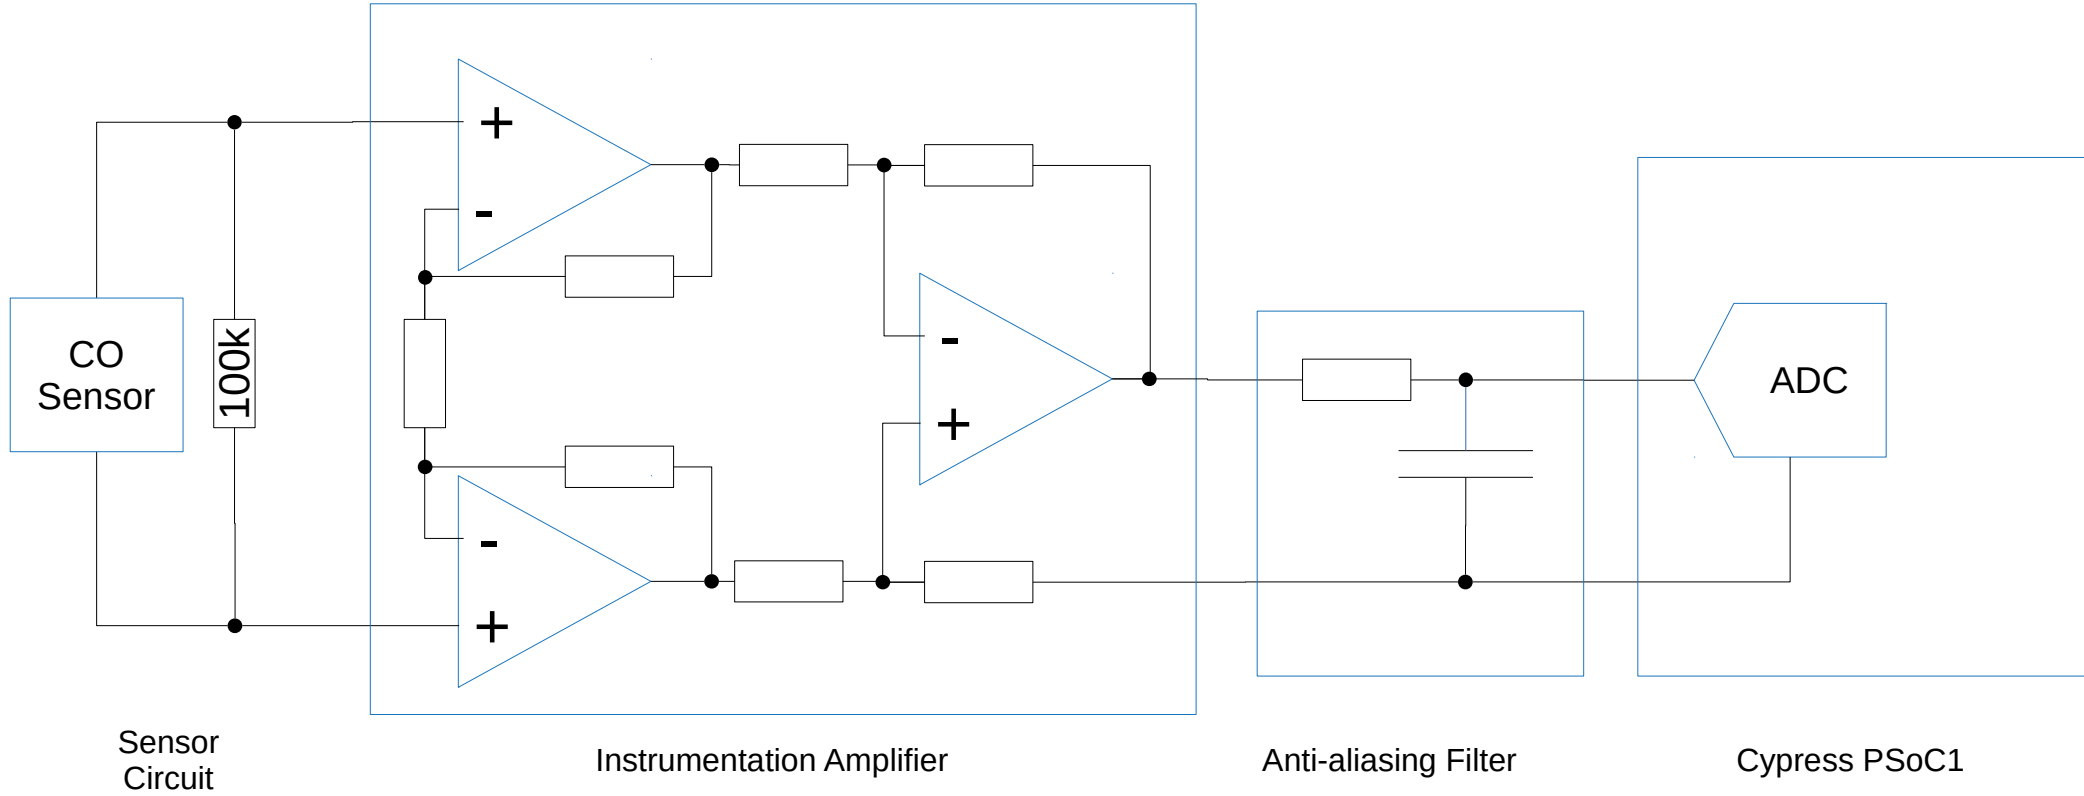 +
-
-
+
-
+
CO
Sensor
100k
ADC
Sensor
Circuit
Instrumentation Amplifier
Anti-aliasing Filter
Cypress PSoC1